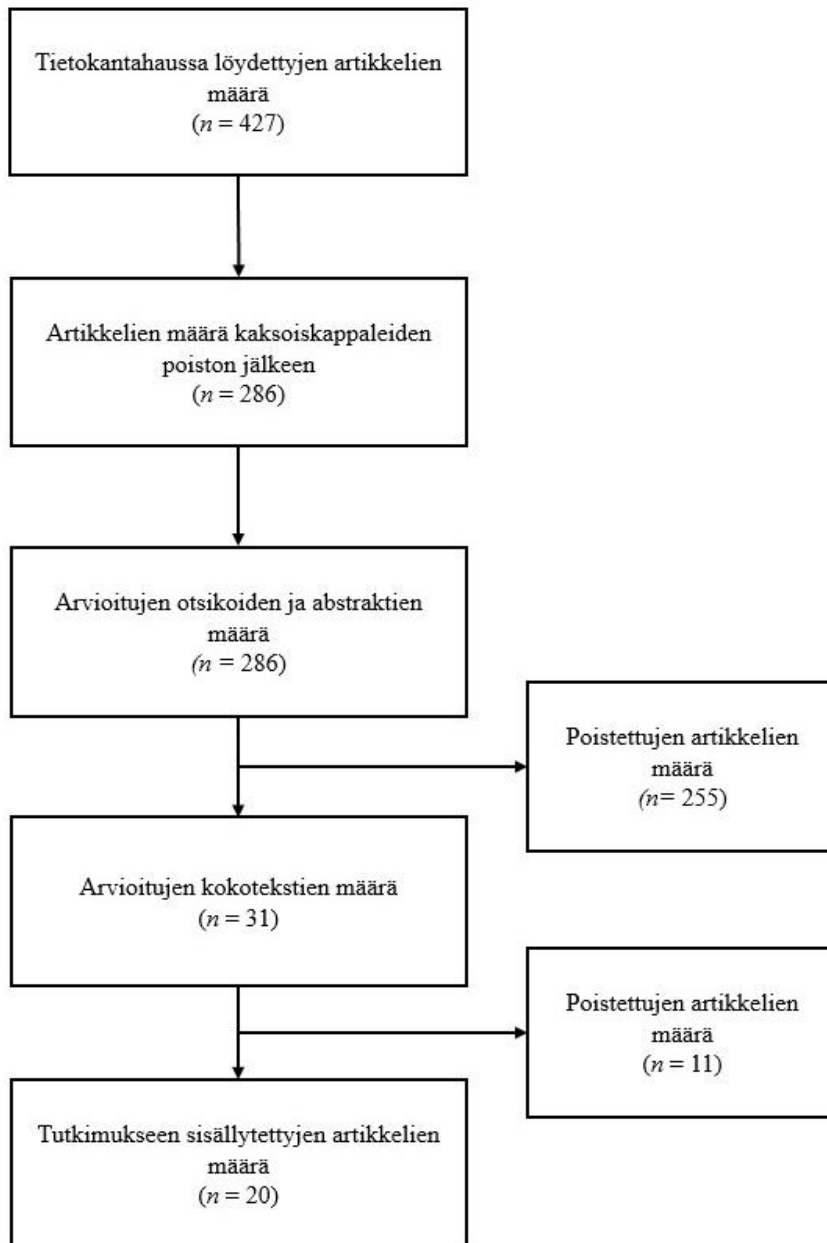 Tietokantahaussa löydettyjen artikkelien
määrä
(n = 427)
Artikkelien määrä kaksoiskappaleiden
poiston jälkeen
(n = 286)
Arvioitujen otsikoiden ja abstraktien
määrä
(n = 286)
Poistettujen artikkelien
määrä
(n= 255)
Arvioitujen kokotekstien määrä
(n = 31)
Poistettujen artikkelien
määrä
(n = 11)
Tutkimukseen sisällytettyjen artikkelien
määrä
(n = 20)